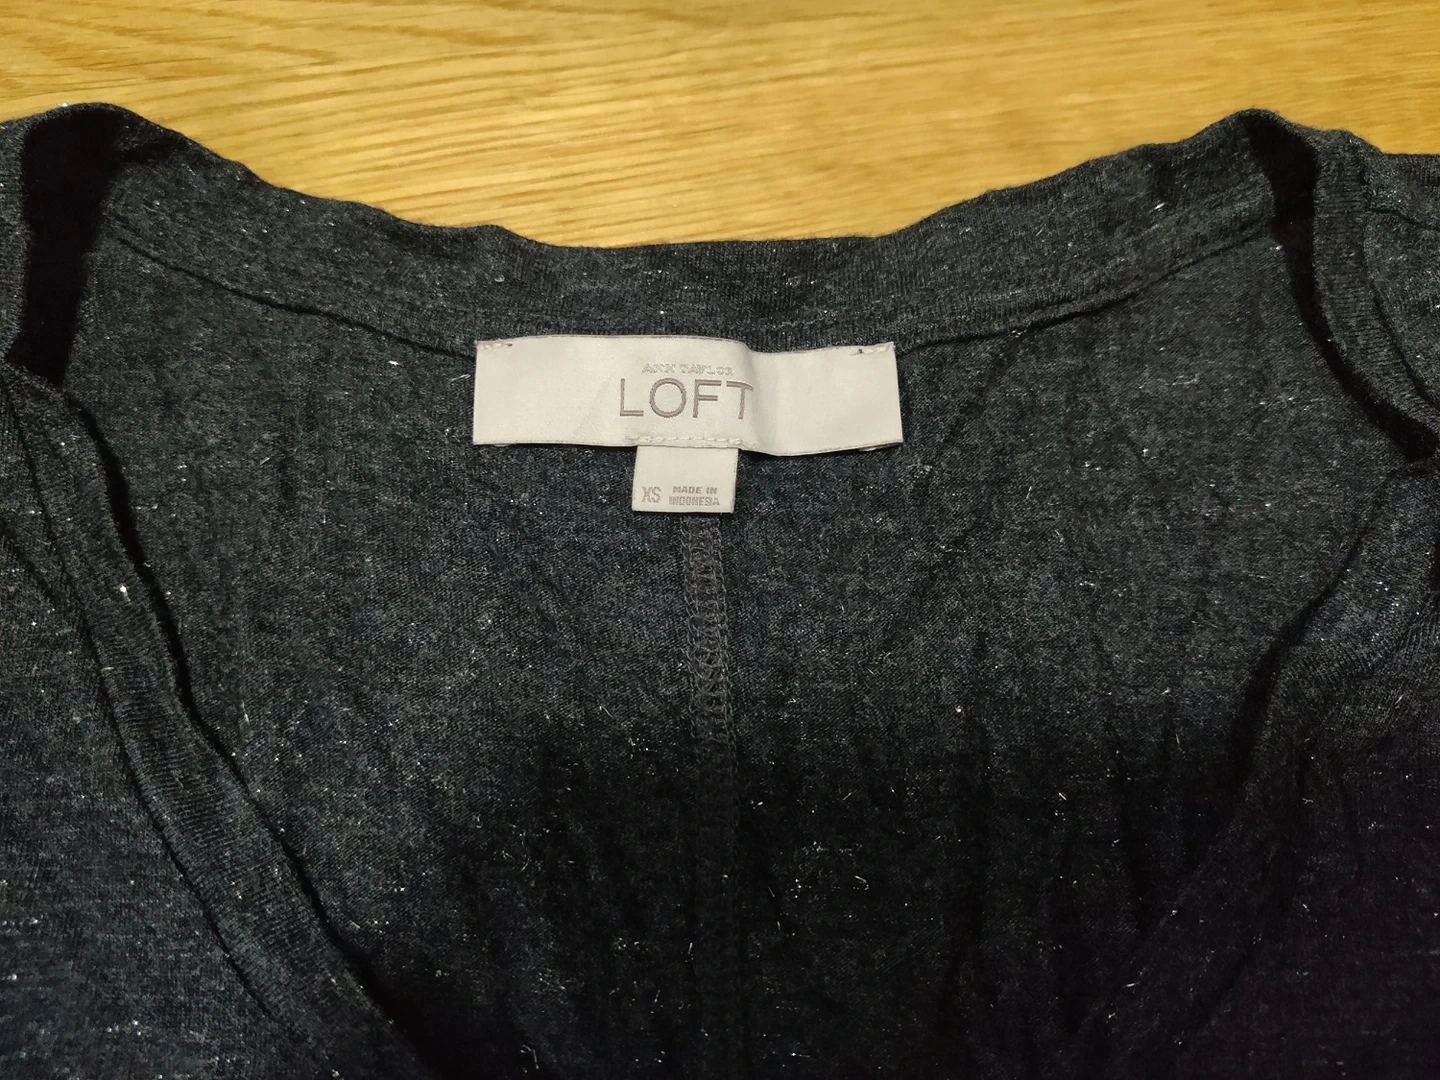 ANN TAYLOR
LOFT
XS
MADE IN
INDONESIA